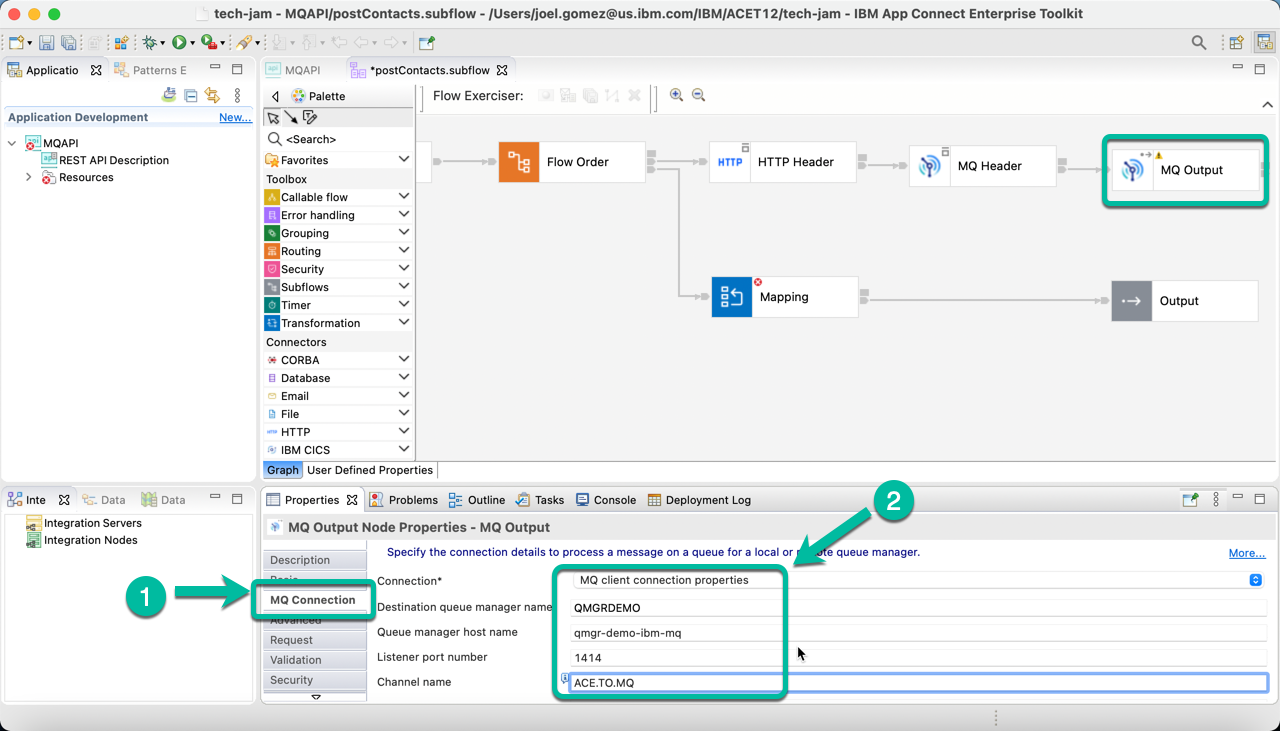 tech-jam - MQAPI/postContacts.subflow - /Users/joel.gomez@us.ibm.com/IBM/ACET12/tech-jam - IBM App Connect Enterprise Toolkit
Applicatio
Patterns E
MQAPI
*postContacts.subflow
Application Development
New...
MQAPI
REST API Description
Resources
Palette
<Search>
Favorites
Toolbox
Callable flow
Error handling
Grouping
Routing
Security
Subflows
Timer
Transformation
Connectors
CORBA
Database
Email
File
HTTP
IBM CICS
Flow Exerciser:
Flow Order
HTTP
HTTP Header
MQ Header
MQ Output
Mapping
Output
Graph
User Defined Properties
Inte
Data
Data
Integration Servers
Integration Nodes
Properties
Problems
Outline
Tasks
Console
Deployment Log
MQ Output Node Properties - MQ Output
Description
Basic
MQ Connection
Advanced
Request
Validation
Security
Specify the connection details to process a message on a queue for a local or remote queue manager.
More...
Connection*
MQ client connection properties
Destination queue manager name
QMGRDEMO
Queue manager host name
qmgr-demo-ibm-mq
Listener port number
1414
Channel name
ACE.TO.MQ
1
2